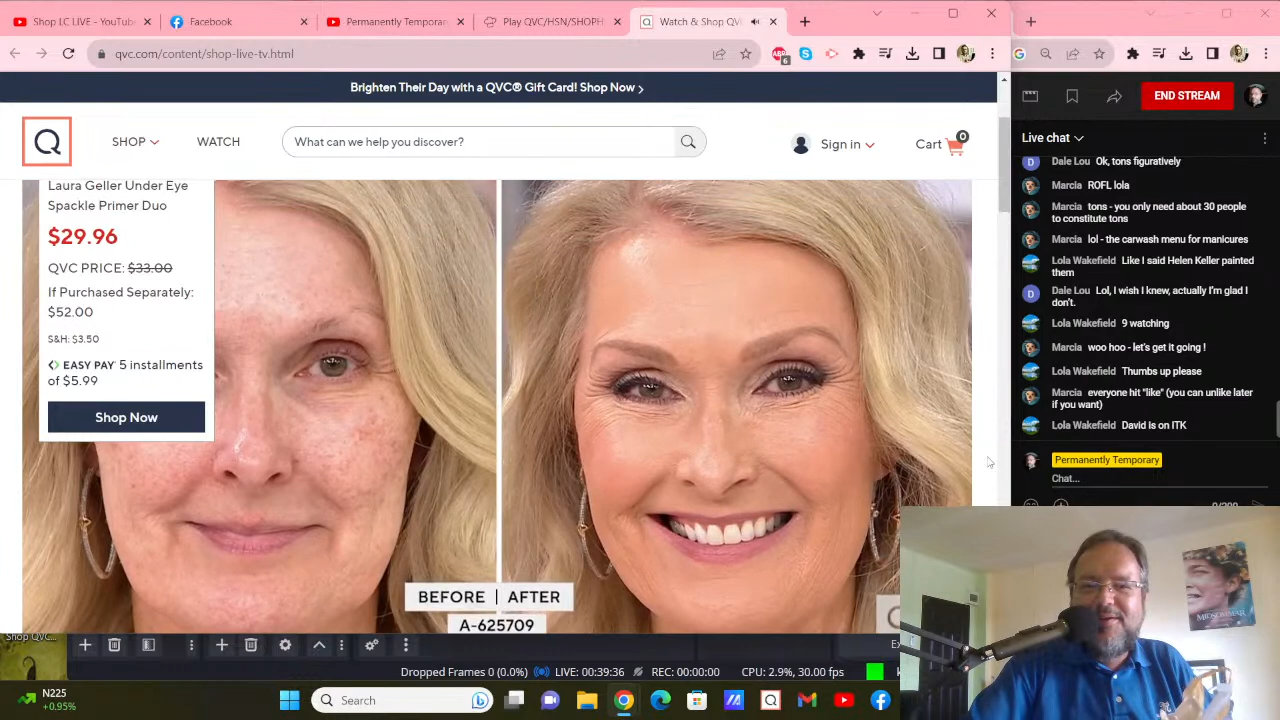 Shop LC LIVE - YouTube
Facebook
Permanently Temporar
Play QVC/HSN/SHOPH
Watch & Shop QV
qvc.com/content/shop-live-tv.html
Brighten Their Day with a QVC® Gift Card! Shop Now
Q
SHOP
WATCH
What can we help you discover?
Sign in
Cart
0
Laura Geller Under Eye
Spackle Primer Duo
$29.96
QVC PRICE: $33.00
If Purchased Separately:
$52.00
S&H: $3.50
EASY PAY 5 installments
of $5.99
Shop Now
BEFORE | AFTER
A-625709
END STREAM
Live chat
Dale Lou Ok, tons figuratively
Marcia ROFL lola
Marcia tons - you only need about 30 people
to constitute tons
Marcia lol - the carwash menu for manicures
Lola Wakefield Like I said Helen Keller painted
them
Dale Lou Lol, I wish I knew, actually I'm glad I
don't.
Lola Wakefield 9 watching
Marcia woo hoo - let's get it going !
Lola Wakefield Thumbs up please
Marcia everyone hit "like" (you can unlike later
if you want)
Lola Wakefield David is on ITK
Permanently Temporary
Chat...
MIDSOMMAR
Shop QVC...
Dropped Frames 0 (0.0%)
LIVE: 00:39:36
REC: 00:00:00
CPU: 2.9%, 30.00 fps
N225
+0.95%
Search